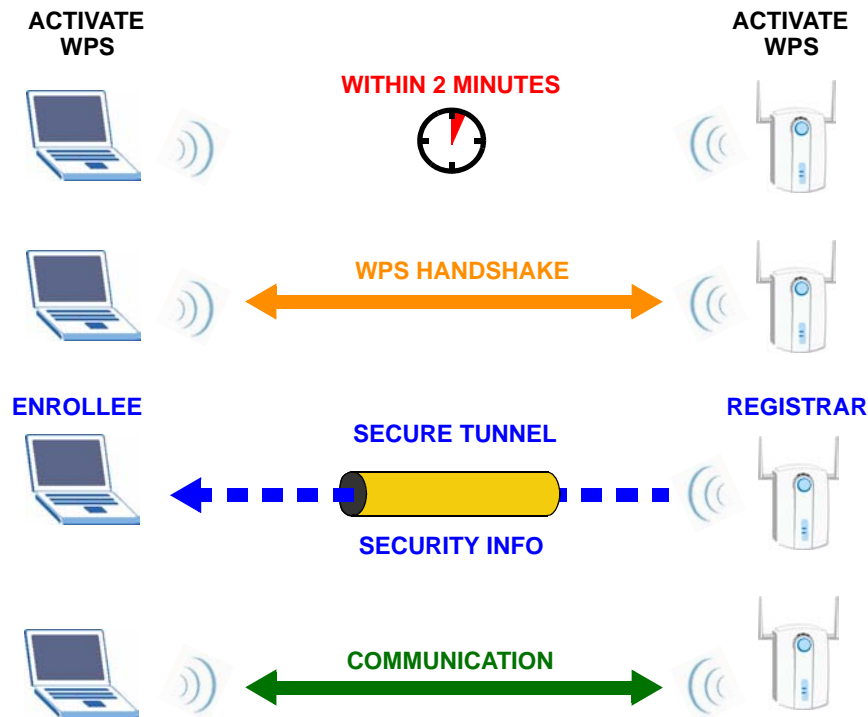 ACTIVATE
WPS
ACTIVATE
WPS
WITHIN 2 MINUTES
WPS HANDSHAKE
ENROLLEE
REGISTRAR
SECURE TUNNEL
SECURITY INFO
COMMUNICATION